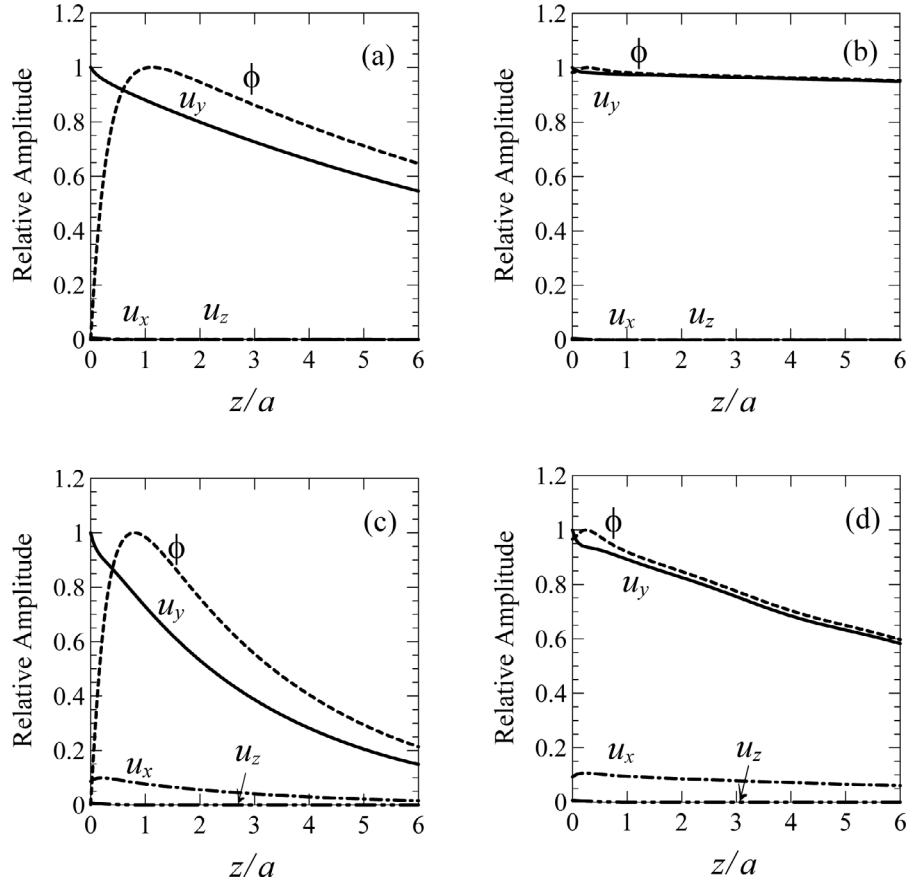 1.2
1
0.8
0.6
0.4
0.2
0
Relative Amplitude
(a)
ϕ
u_y
u_x u_z
0 1 2 3 4 5 6
z/a
1.2
1
0.8
0.6
0.4
0.2
0
Relative Amplitude
(b)
ϕ
u_y
u_x u_z
0 1 2 3 4 5 6
z/a
1.2
1
0.8
0.6
0.4
0.2
0
Relative Amplitude
(c)
ϕ
u_y
u_x u_z
0 1 2 3 4 5 6
z/a
1.2
1
0.8
0.6
0.4
0.2
0
Relative Amplitude
(d)
ϕ
u_y
u_x u_z
0 1 2 3 4 5 6
z/a